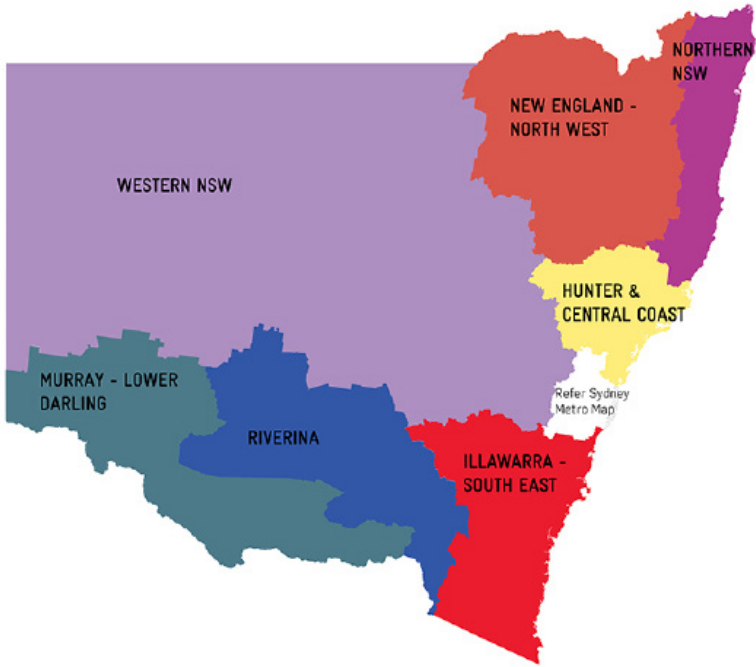 NORTHERN
NSW
NEW ENGLAND -
NORTH WEST
WESTERN NSW
HUNTER &
CENTRAL COAST
MURRAY - LOWER
DARLING
Refer Sydney
Metro Map
RIVERINA
ILLAWARRA -
SOUTH EAST